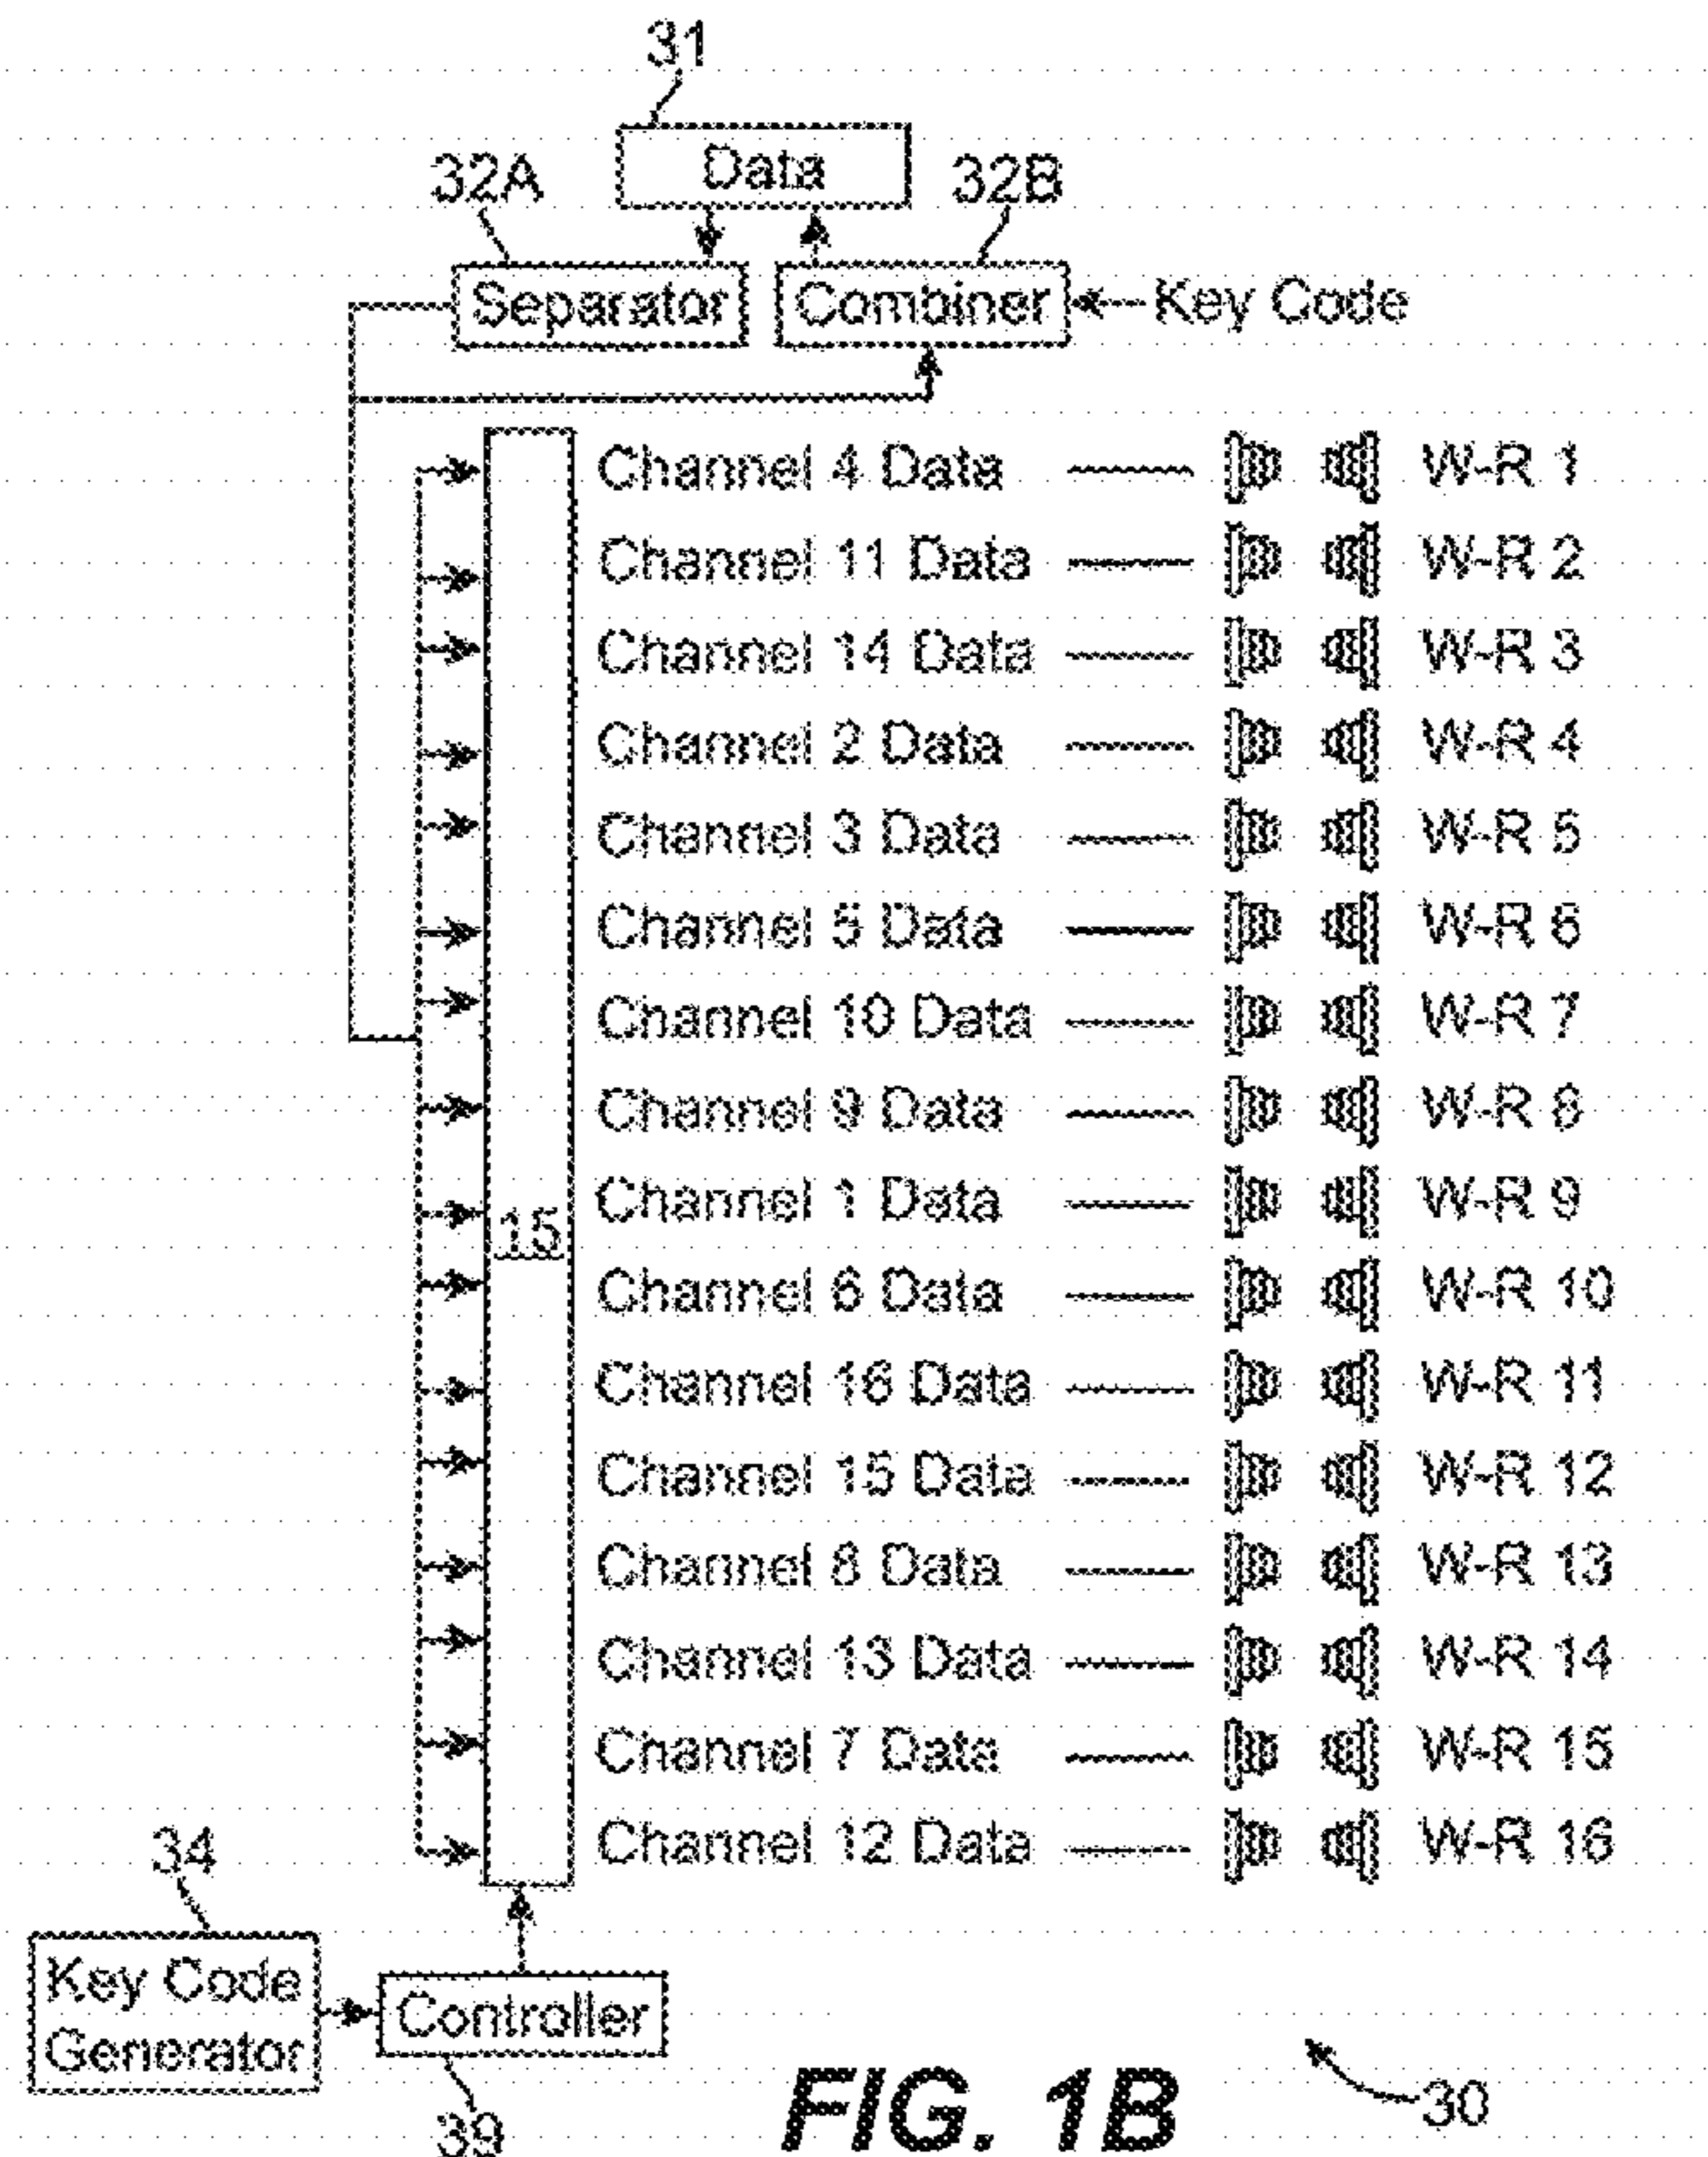 31
32A Data 32B
Separator Combiner Key Code
Channel 4 Data W-R 1
Channel 11 Data W-R 2
Channel 14 Data W-R 3
Channel 2 Data W-R 4
Channel 3 Data W-R 5
Channel 5 Data W-R 6
Channel 10 Data W-R 7
Channel 9 Data W-R 8
Channel 1 Data W-R 9
15
Channel 6 Data W-R 10
Channel 16 Data W-R 11
Channel 15 Data W-R 12
Channel 8 Data W-R 13
Channel 13 Data W-R 14
Channel 7 Data W-R 15
Channel 12 Data W-R 16
34
Key Code
Generator
Controller
39
FIG. 1B
30